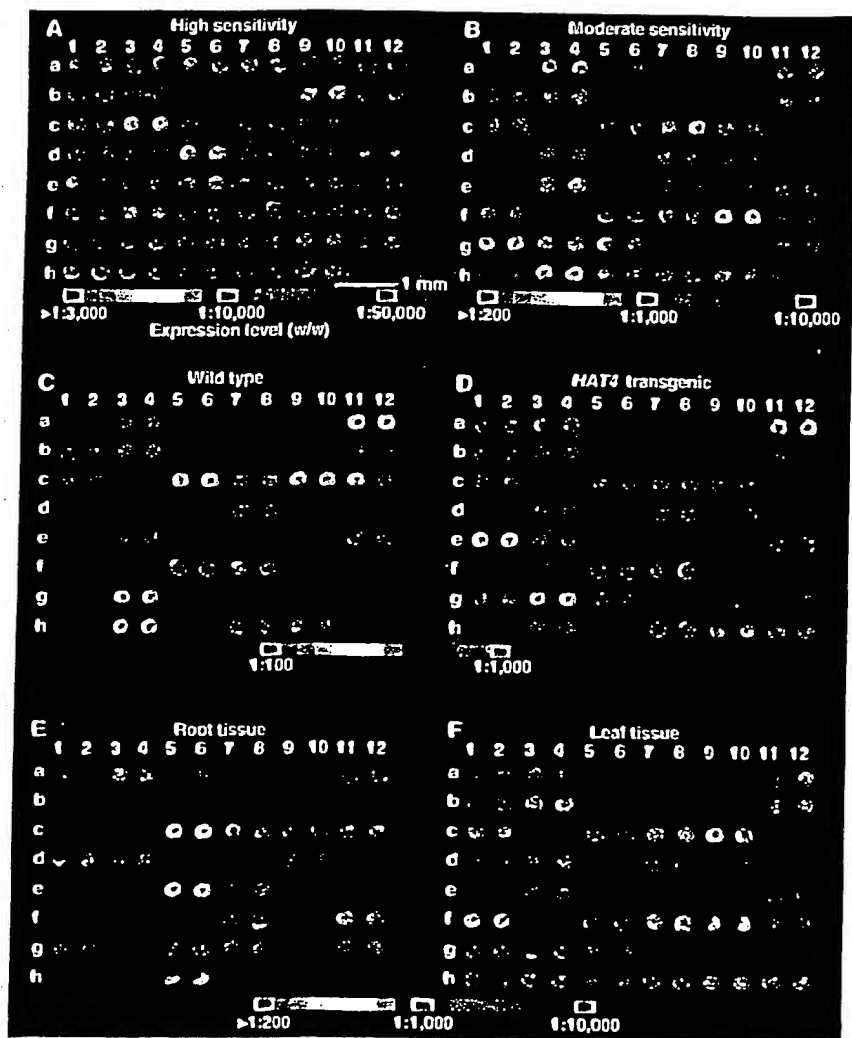 A High sensitivity
1 2 3 4 5 6 7 8 9 10 11 12
a
b
c
d
e
f
g
h
1 mm
>1:3,000 1:10,000 1:50,000
Expression level (w/w)
B Moderate sensitivity
1 2 3 4 5 6 7 8 9 10 11 12
a
b
c
d
e
f
g
h
>1:200 1:1,000 1:10,000
C Wild type
1 2 3 4 5 6 7 8 9 10 11 12
a
b
c
d
e
f
g
h
1:100
D HAT4 transgenic
1 2 3 4 5 6 7 8 9 10 11 12
a
b
c
d
e
f
g
h
1:1,000
E Root tissue
1 2 3 4 5 6 7 8 9 10 11 12
a
b
c
d
e
f
g
h
F Leaf tissue
1 2 3 4 5 6 7 8 9 10 11 12
a
b
c
d
e
f
g
h
>1:200 1:1,000 1:10,000